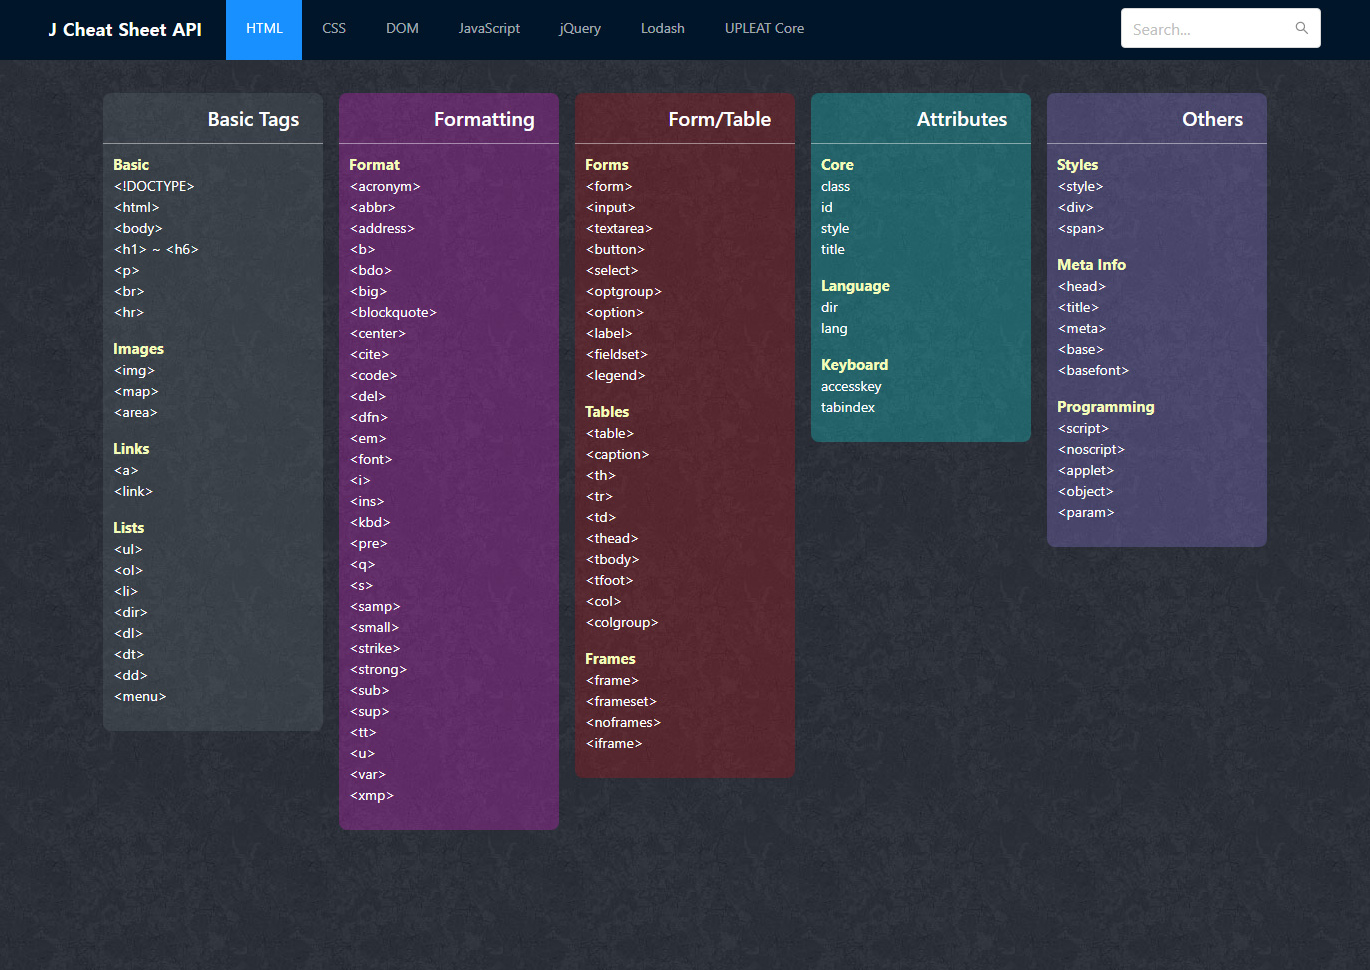 J Cheat Sheet API
HTML
CSS
DOM
JavaScript
jQuery
Lodash
UPLEAT Core
Search...
Basic Tags
Basic
<!DOCTYPE>
<html>
<body>
<h1> ~ <h6>
<p>
<br>
<hr>
Images
<img>
<map>
<area>
Links
<a>
<link>
Lists
<ul>
<ol>
<li>
<dir>
<dl>
<dt>
<dd>
<menu>
Formatting
Format
<acronym>
<abbr>
<address>
<b>
<bdo>
<big>
<blockquote>
<center>
<cite>
<code>
<del>
<dfn>
<em>
<font>
<i>
<ins>
<kbd>
<pre>
<q>
<s>
<samp>
<small>
<strike>
<strong>
<sub>
<sup>
<tt>
<u>
<var>
<xmp>
Form/Table
Forms
<form>
<input>
<textarea>
<button>
<select>
<optgroup>
<option>
<label>
<fieldset>
<legend>
Tables
<table>
<caption>
<th>
<tr>
<td>
<thead>
<tbody>
<tfoot>
<col>
<colgroup>
Frames
<frame>
<frameset>
<noframes>
<iframe>
Attributes
Core
class
id
style
title
Language
dir
lang
Keyboard
accesskey
tabindex
Others
Styles
<style>
<div>
<span>
Meta Info
<head>
<title>
<meta>
<base>
<basefont>
Programming
<script>
<noscript>
<applet>
<object>
<param>